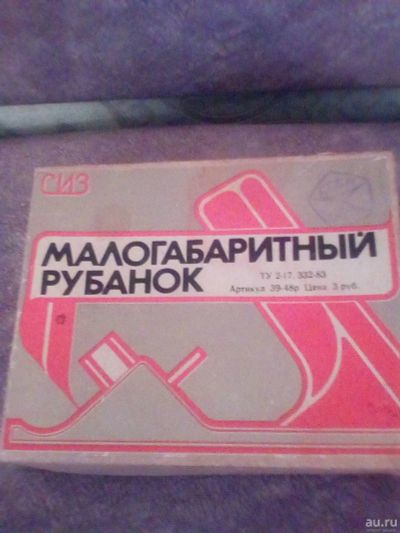 СИЗ
МАЛОГАБАРИТНЫЙ
РУБАНОК
ТУ 2-17. 332-83
Артикул 39-48р Цена 3 руб.
au.ru